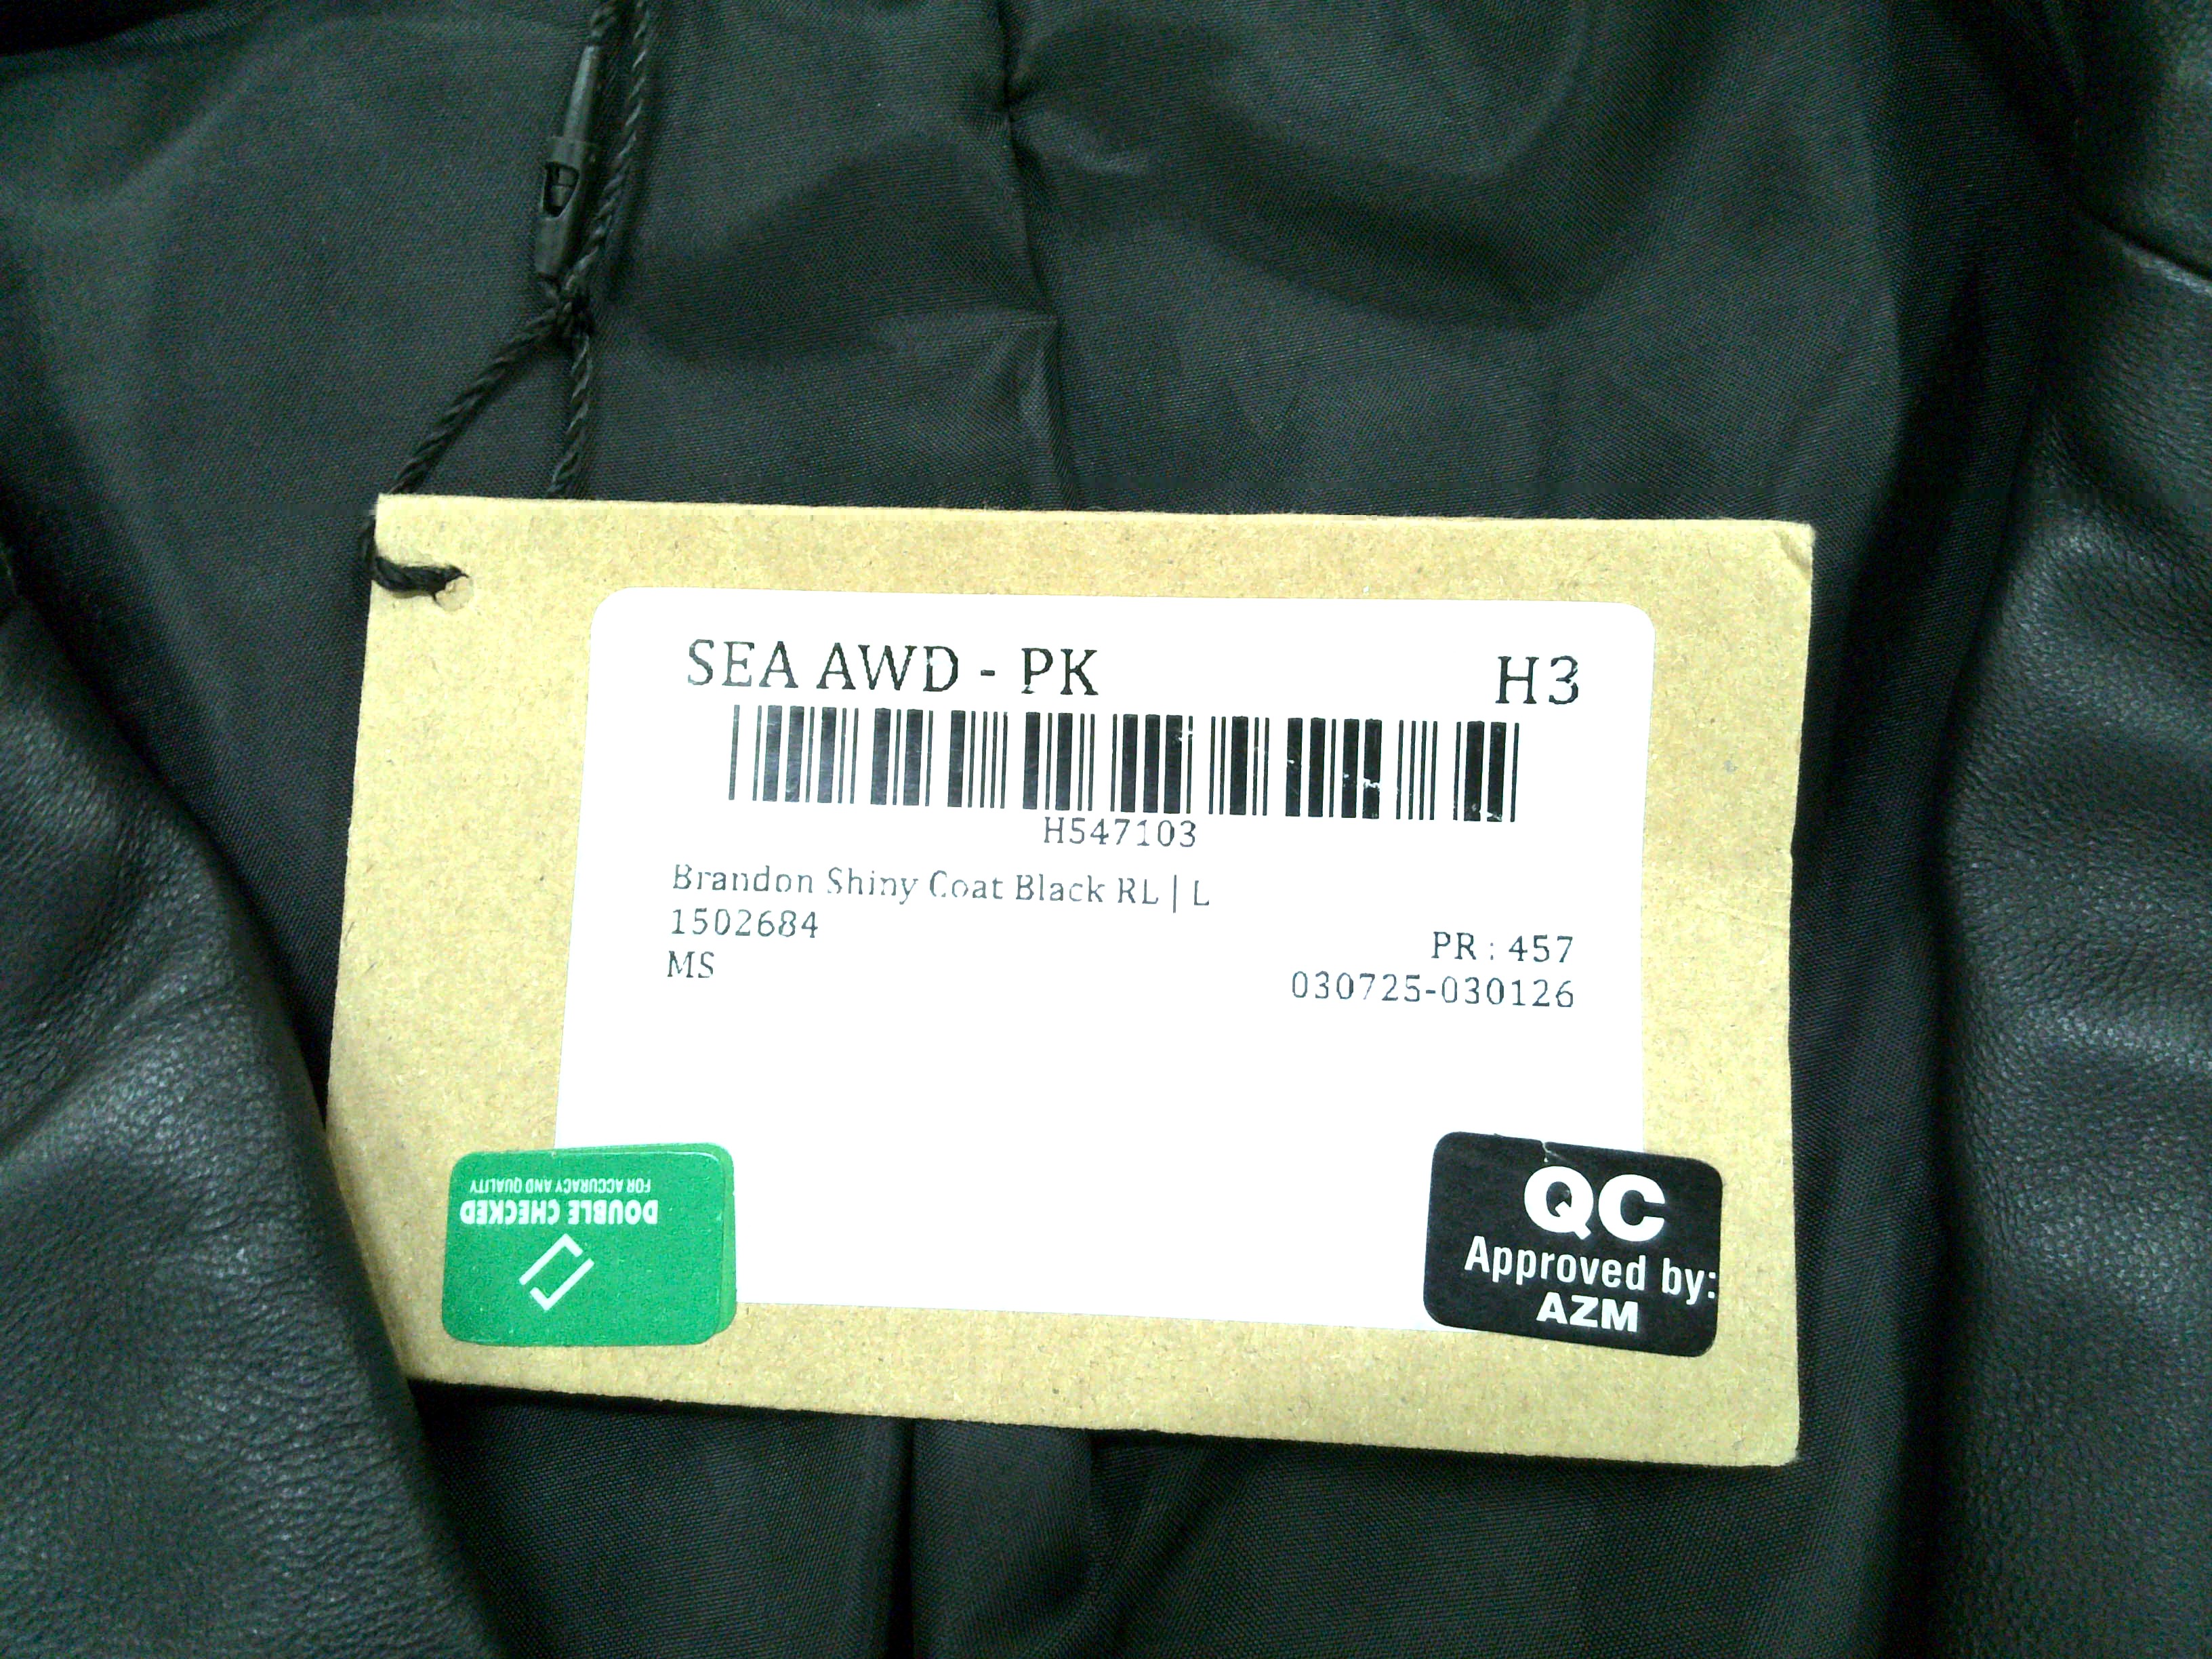 SEA AWD - PK
H3
H547103
Brandon Shiny Coat Black RL | L
1502684
PR : 457
MS
030725-030126
DOUBLE CHECKED
FOR ACCURACY AND QUALITY
QC
Approved by:
AZM